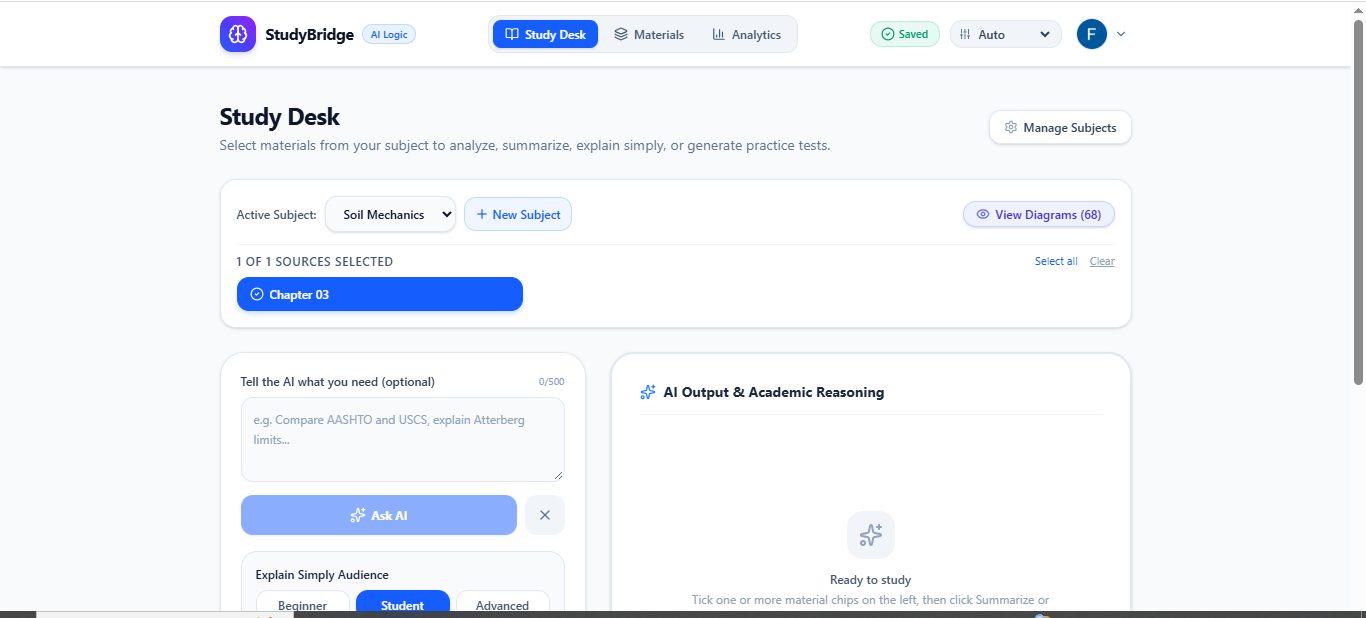 StudyBridge AI Logic Study Desk Materials Analytics Saved Auto F
Study Desk
Manage Subjects
Select materials from your subject to analyze, summarize, explain simply, or generate practice tests.
Active Subject: Soil Mechanics + New Subject View Diagrams (68)
1 OF 1 SOURCES SELECTED Select all Clear
Chapter 03
Tell the AI what you need (optional) 0/500
e.g. Compare AASHTO and USCS, explain Atterberg
limits...
Ask AI
Explain Simply Audience
Beginner Student Advanced
AI Output & Academic Reasoning
Ready to study
Tick one or more material chips on the left, then click Summarize or